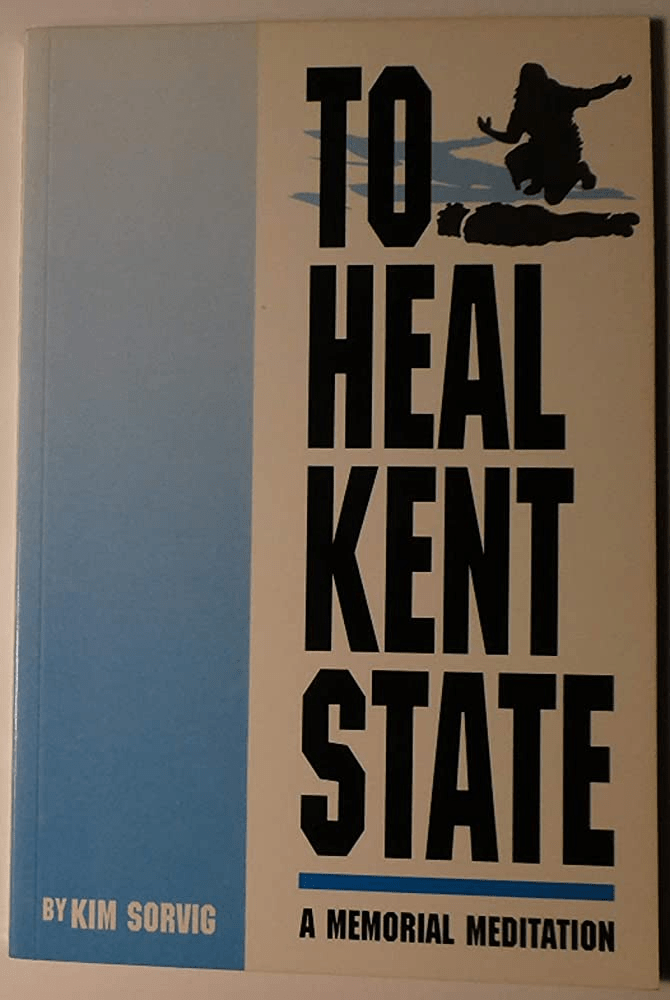 TO
HEAL
KENT
STATE
A MEMORIAL MEDITATION
BY KIM SORVIG